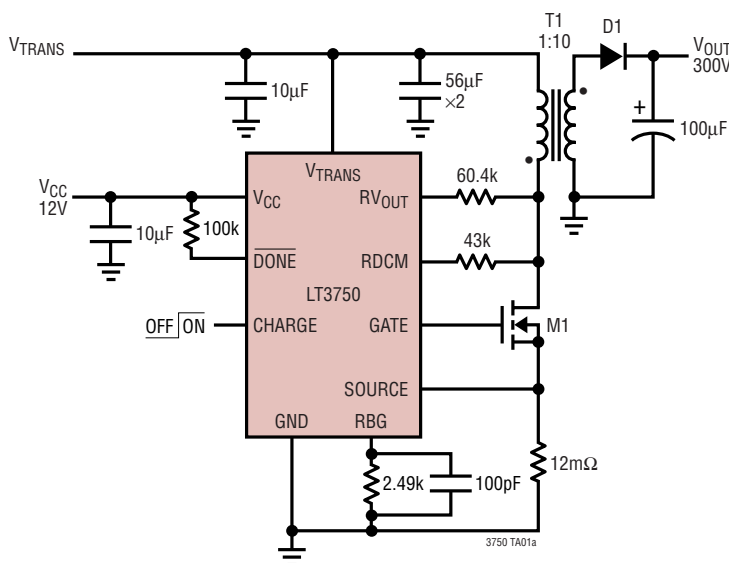 T1
1:10
D1
VTRANS
VOUT
300V
10µF
56µF
×2
+
100µF
VTRANS
60.4k
VCC
12V
VCC
RVOUT
10µF
100k
43k
DONE
RDCM
LT3750
OFF ON
CHARGE
GATE
M1
SOURCE
GND
RBG
12mΩ
2.49k
100pF
3750 TA01a